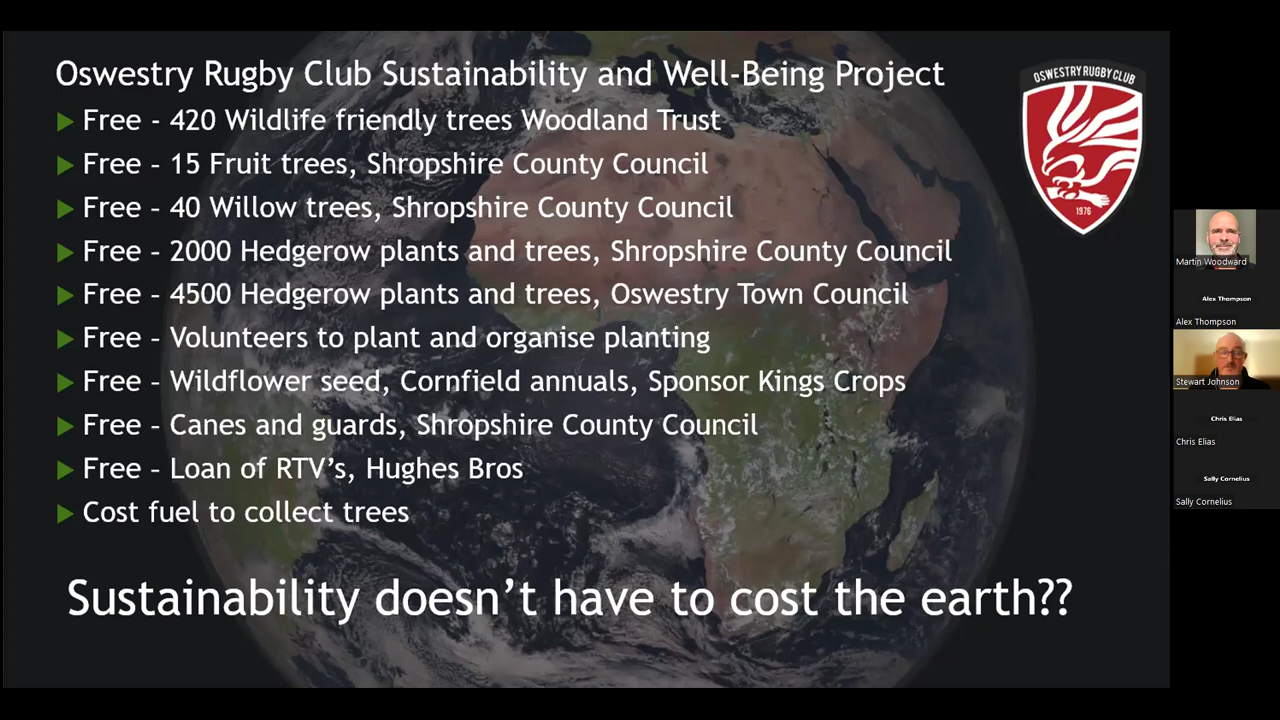 Oswestry Rugby Club Sustainability and Well-Being Project
Free - 420 Wildlife friendly trees Woodland Trust
Free – 15 Fruit trees, Shropshire County Council
Free – 40 Willow trees, Shropshire County Council
Free – 2000 Hedgerow plants and trees, Shropshire County Council
Free – 4500 Hedgerow plants and trees, Oswestry Town Council
Free – Volunteers to plant and organise planting
Free – Wildflower seed, Cornfield annuals, Sponsor Kings Crops
Free – Canes and guards, Shropshire County Council
Free – Loan of RTV’s, Hughes Bros
Cost fuel to collect trees
Sustainability doesn’t have to cost the earth??
OSWESTRY RUGBY CLUB
1976
Martin Woodward
Alex Thompson
Alex Thompson
Stewart Johnson
Chris Elias
Chris Elias
Sally Cornelius
Sally Cornelius